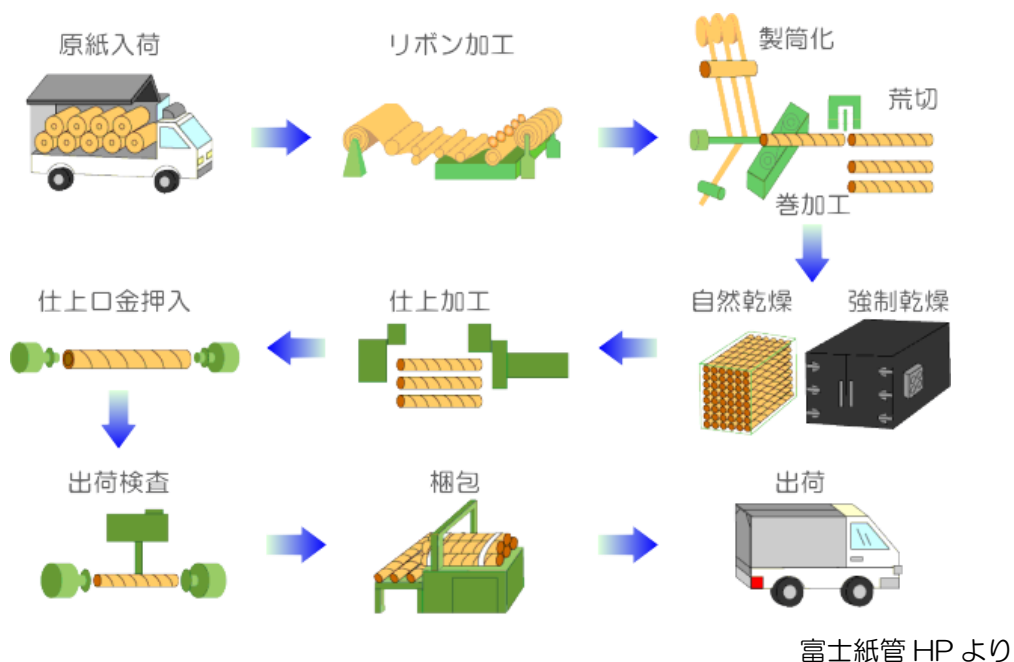 原紙入荷
リボン加工
製筒化
荒切
巻加工
自然乾燥
強制乾燥
仕上加工
仕上口金押入
出荷検査
梱包
出荷
富士紙管 HP より